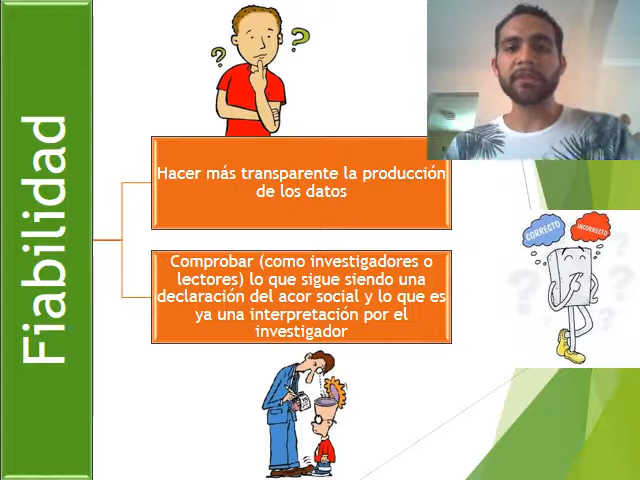 Fiabilidad
Hacer más transparente la producción
de los datos
Comprobar (como investigadores o
lectores) lo que sigue siendo una
declaración del acor social y lo que es
ya una interpretación por el
investigador
CORRECTO
INCORRECTO